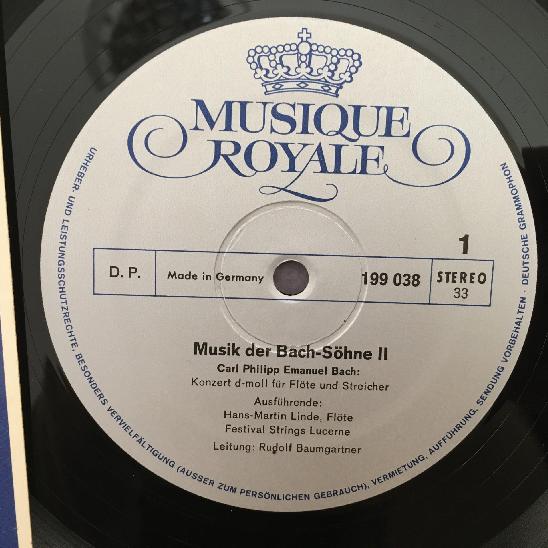 MUSIQUE
ROYALE
1
D. P.
Made in Germany
199 038
STEREO
33
Musik der Bach-Söhne II
Carl Philipp Emanuel Bach:
Konzert d-moll für Flöte und Streicher
Ausführende:
Hans-Martin Linde, Flöte
Festival Strings Lucerne
Leitung: Rudolf Baumgartner
URHEBER- UND LEISTUNGSSCHUTZRECHTE, BESONDERS VERVIELFÄLTIGUNG (AUSSER ZUM PERSÖNLICHEN GEBRAUCH), VERMIETUNG, AUFFÜHRUNG, SENDUNG VORBEHALTEN · DEUTSCHE GRAMMOPHON